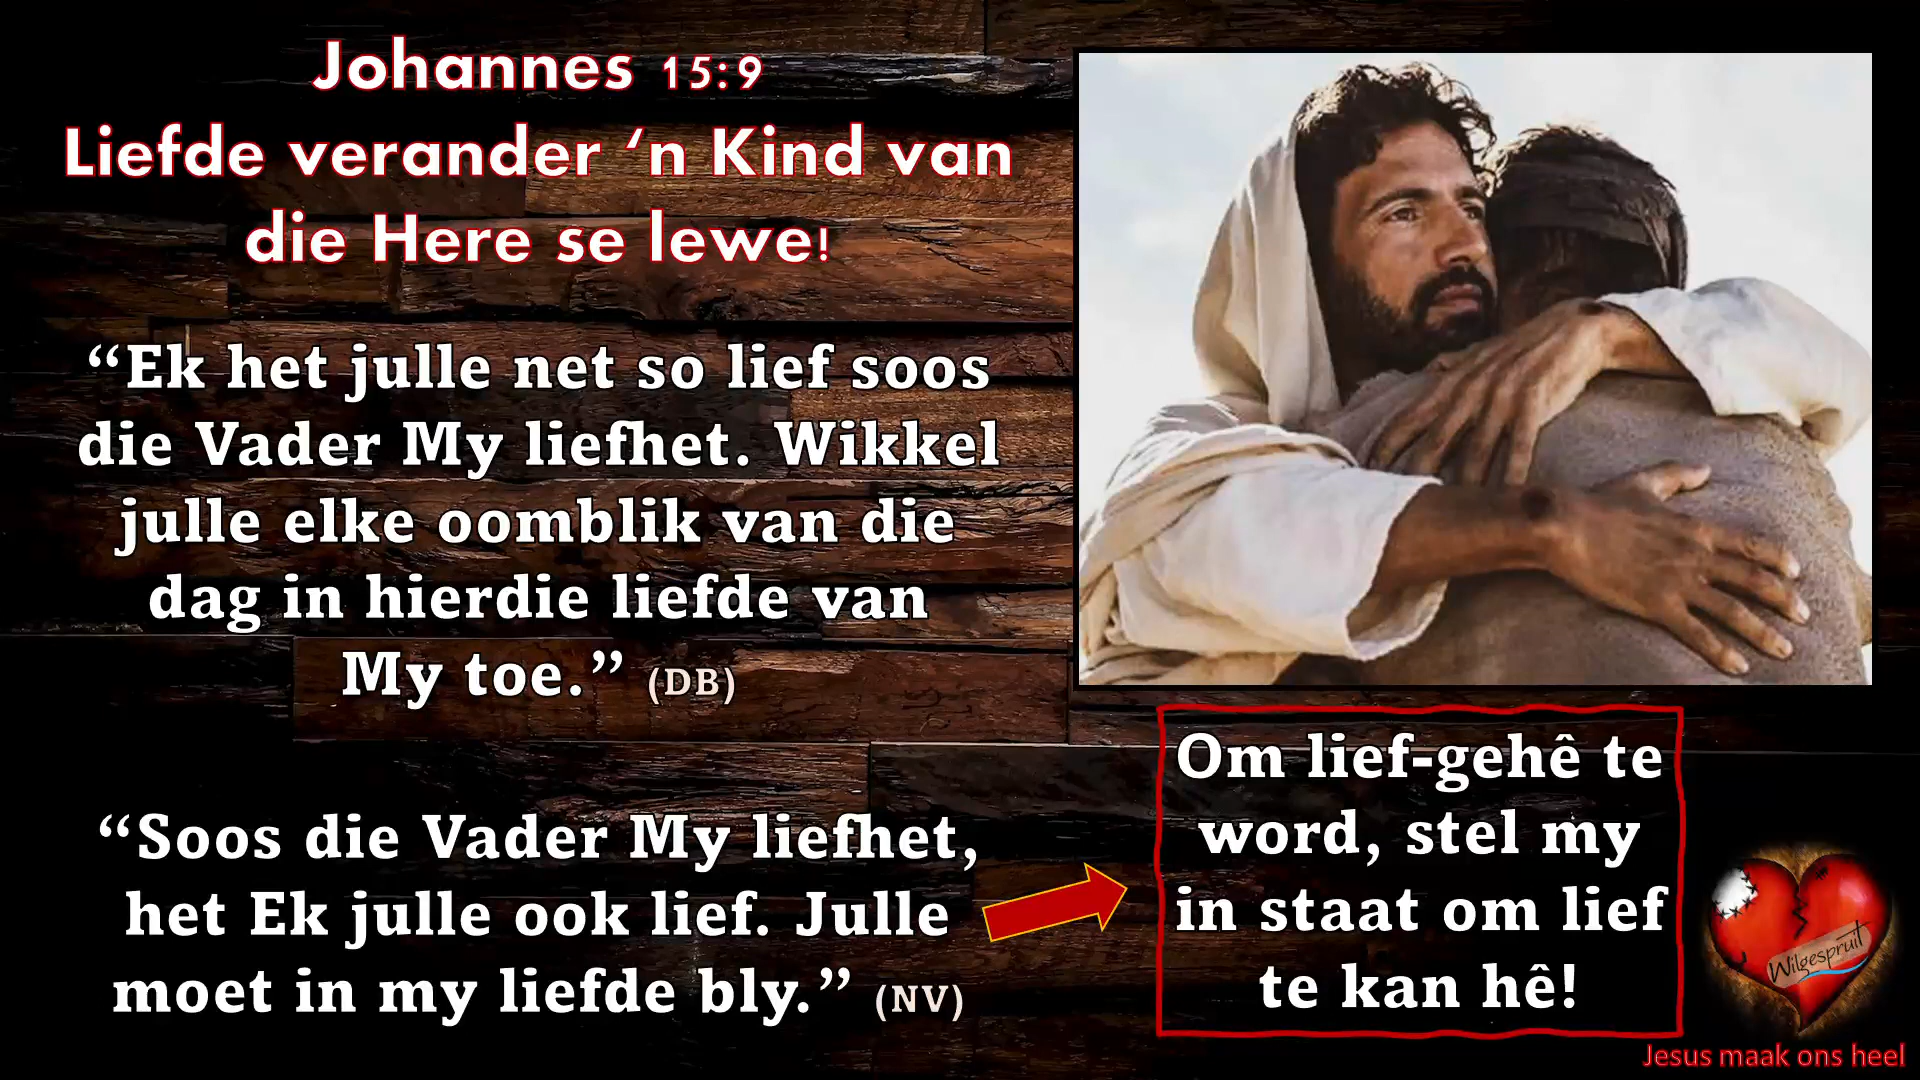 Johannes 15:9
Liefde verander ‘n Kind van
die Here se lewe!
“Ek het julle net so lief soos
die Vader My liefhet. Wikkel
julle elke oomblik van die
dag in hierdie liefde van
My toe.” (DB)
“Soos die Vader My liefhet,
het Ek julle ook lief. Julle
moet in my liefde bly.” (NV)
Om lief-gehê te
word, stel my
in staat om lief
te kan hê!
Wilgespruit
Jesus maak ons heel